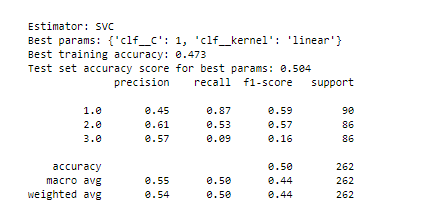 Estimator: SVC
Best params: {'clf__C': 1, 'clf__kernel': 'linear'}
Best training accuracy: 0.473
Test set accuracy score for best params: 0.504
precision recall f1-score support
1.0 0.45 0.87 0.59 90
2.0 0.61 0.53 0.57 86
3.0 0.57 0.09 0.16 86
accuracy 0.50 262
macro avg 0.55 0.50 0.44 262
weighted avg 0.54 0.50 0.44 262